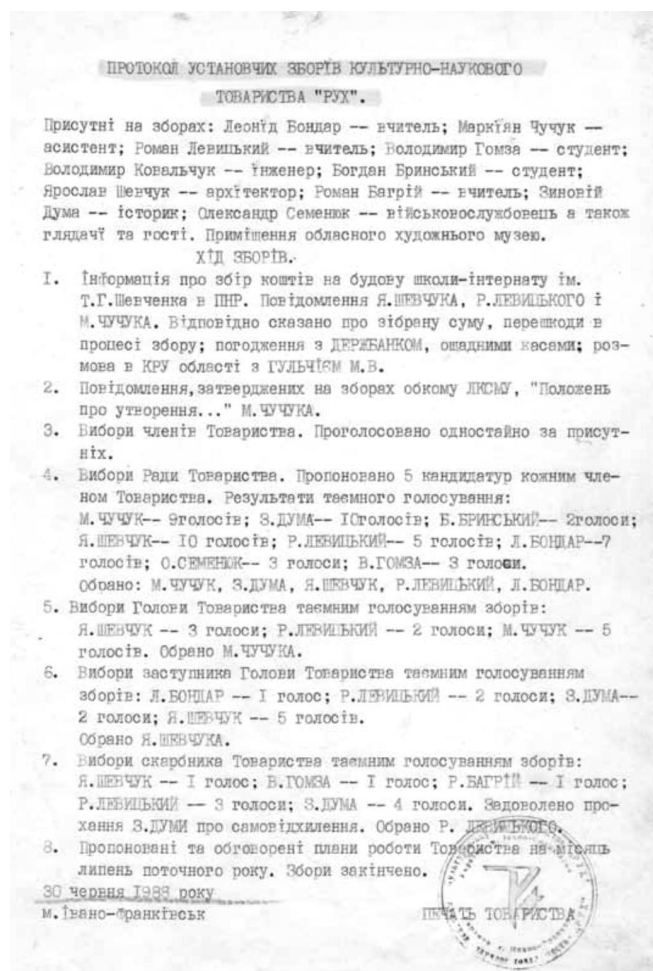 ПРОТОКОЛ УСТАНОВЧИХ ЗБОРІВ КУЛЬТУРНО-НАУКОВОГО
ТОВАРИСТВА "РУХ".
Присутні на зборах: Леонід Бондар -- вчитель; Маркіян Чучук --
асистент; Роман Левицький -- вчитель; Володимир Гомза -- студент;
Володимир Ковальчук -- інженер; Богдан Бринський -- студент;
Ярослав Шевчук -- архітектор; Роман Багрій -- вчитель; Зиновій
Дума -- історик; Олександр Семенюк -- військовослужбовець а також
глядачі та гості. Приміщення обласного художнього музею.
ХІД ЗБОРІВ.
І. Інформація про збір коштів на будову школи-інтернату ім.
Т.Г.Шевченка в ПНР. Повідомлення Я.ШЕВЧУКА, Р.ЛЕВИЦЬКОГО і
М.ЧУЧУКА. Відповідно сказано про зібрану суму, перешкоди в
процесі збору; погодження з ДЕРЖБАНКОМ, ощадними касами; роз-
мова в КРУ області з ГУЛЬЧІЄМ М.В.
2. Повідомлення,затверджених на зборах обкому ЛКСМУ, "Положень
про утворення..." М.ЧУЧУКА.
3. Вибори членів Товариства. Проголосовано одностайно за присут-
ніх.
4. Вибори Ради Товариства. Пропоновано 5 кандидатур кожним чле-
ном Товариства. Результати таємного голосування:
М.ЧУЧУК-- 9голосів; З.ДУМА-- І0голосів; Б.БРИНСЬКИЙ-- 2голоси;
Я.ШЕВЧУК-- І0 голосів; Р.ЛЕВИЦЬКИЙ-- 5 голосів; Л.БОНДАР--7
голосів; О.СЕМЕНЮК-- 3 голоси; В.ГОМЗА-- 3 голоси.
Обрано: М.ЧУЧУК, З.ДУМА, Я.ШЕВЧУК, Р.ЛЕВИЦЬКИЙ, Л.БОНДАР.
5. Вибори Голови Товариства таємним голосуванням зборів:
Я.ШЕВЧУК -- 3 голоси; Р.ЛЕВИЦЬКИЙ -- 2 голоси; М.ЧУЧУК -- 5
голосів. Обрано М.ЧУЧУКА.
6. Вибори заступника Голови Товариства таємним голосуванням
зборів: Л.БОНДАР -- І голос; Р.ЛЕВИЦЬКИЙ -- 2 голоси; З.ДУМА--
2 голоси; Я.ШЕВЧУК -- 5 голосів.
Обрано Я.ШЕВЧУКА.
7. Вибори скарбника Товариства таємним голосуванням зборів:
Я.ШЕВЧУК -- І голос; В.ГОМЗА -- І голос; Р.БАГРІЙ -- І голос;
Р.ЛЕВИЦЬКИЙ -- 3 голоси; З.ДУМА -- 4 голоси. Задоволено про-
хання З.ДУМИ про самовідхилення. Обрано Р. ЛЕВИЦЬКОГО.
8. Пропоновані та обговорені плани роботи Товариства на місяць
липень поточного року. Збори закінчено.
30 червня 1988 року
м.Івано-Франківськ ПЕЧАТЬ ТОВАРИСТВА